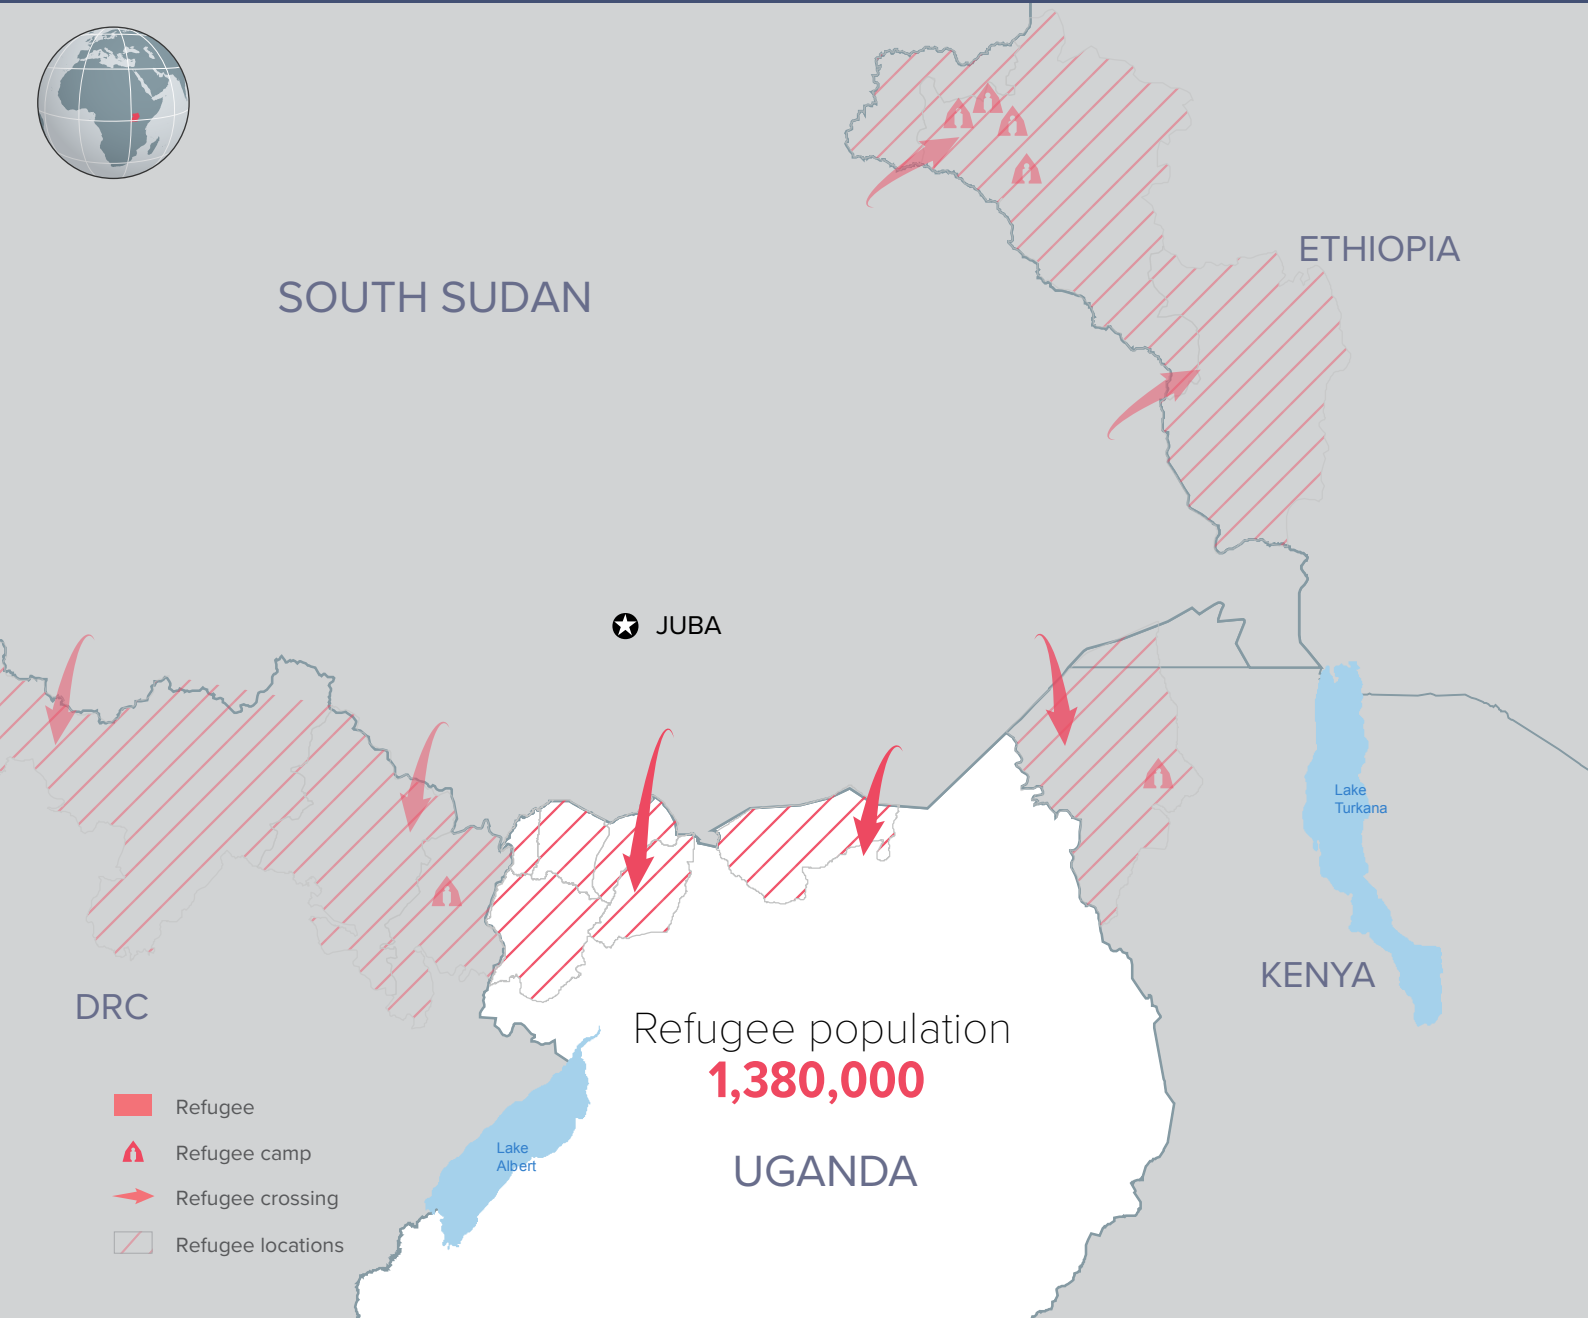 ETHIOPIA
SOUTH SUDAN
JUBA
Lake
Turkana
KENYA
DRC
Refugee population
1,380,000
UGANDA
Lake
Albert
Refugee
Refugee camp
Refugee crossing
Refugee locations